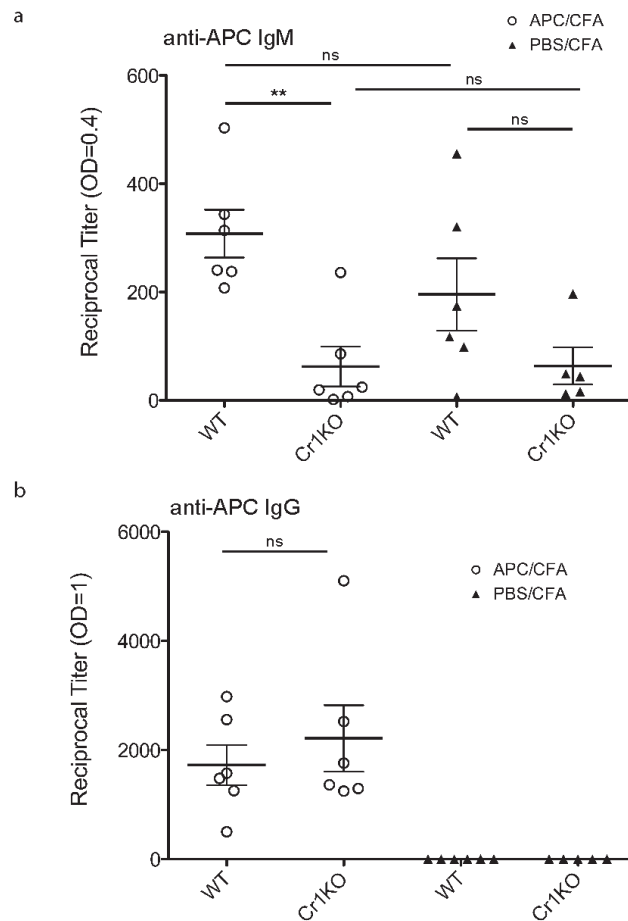 a
○ APC/CFA
▲ PBS/CFA
anti-APC IgM
ns
ns
**
ns
600
400
200
0
Reciprocal Titer (OD=0.4)
WT
Cr1KO
WT
Cr1KO
b
anti-APC IgG
6000
ns
○ APC/CFA
▲ PBS/CFA
4000
2000
0
Reciprocal Titer (OD=1)
WT
Cr1KO
WT
Cr1KO